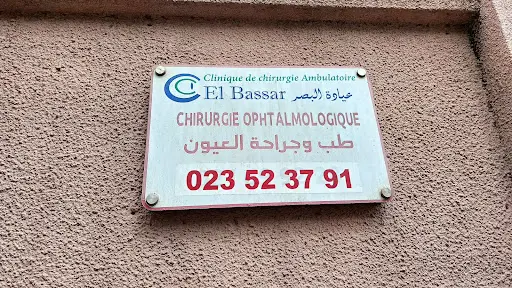 Clinique de chirurgie Ambulatoire
El Bassar عيادة البصر
CHIRURGIE OPHTALMOLOGIQUE
طب وجراحة العيون
023 52 37 91